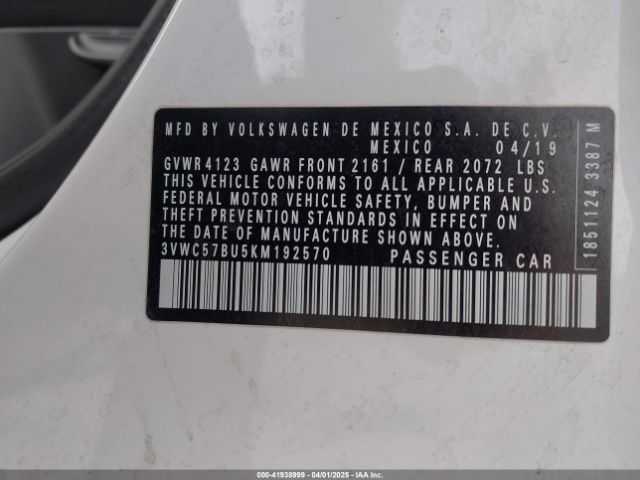 MFD BY VOLKSWAGEN DE MEXICO S.A. DE C.V.
MEXICO 04/19
GVWR 4123 GAWR FRONT 2161 / REAR 2072 LBS
THIS VEHICLE CONFORMS TO ALL APPLICABLE U.S.
FEDERAL MOTOR VEHICLE SAFETY, BUMPER AND
THEFT PREVENTION STANDARDS IN EFFECT ON
THE DATE OF MANUFACTURE SHOWN ABOVE.
3VWC57BU5KM192570 PASSENGER CAR
1851124 3387 M
000-41938999 04/01/2025 IAAI.COM